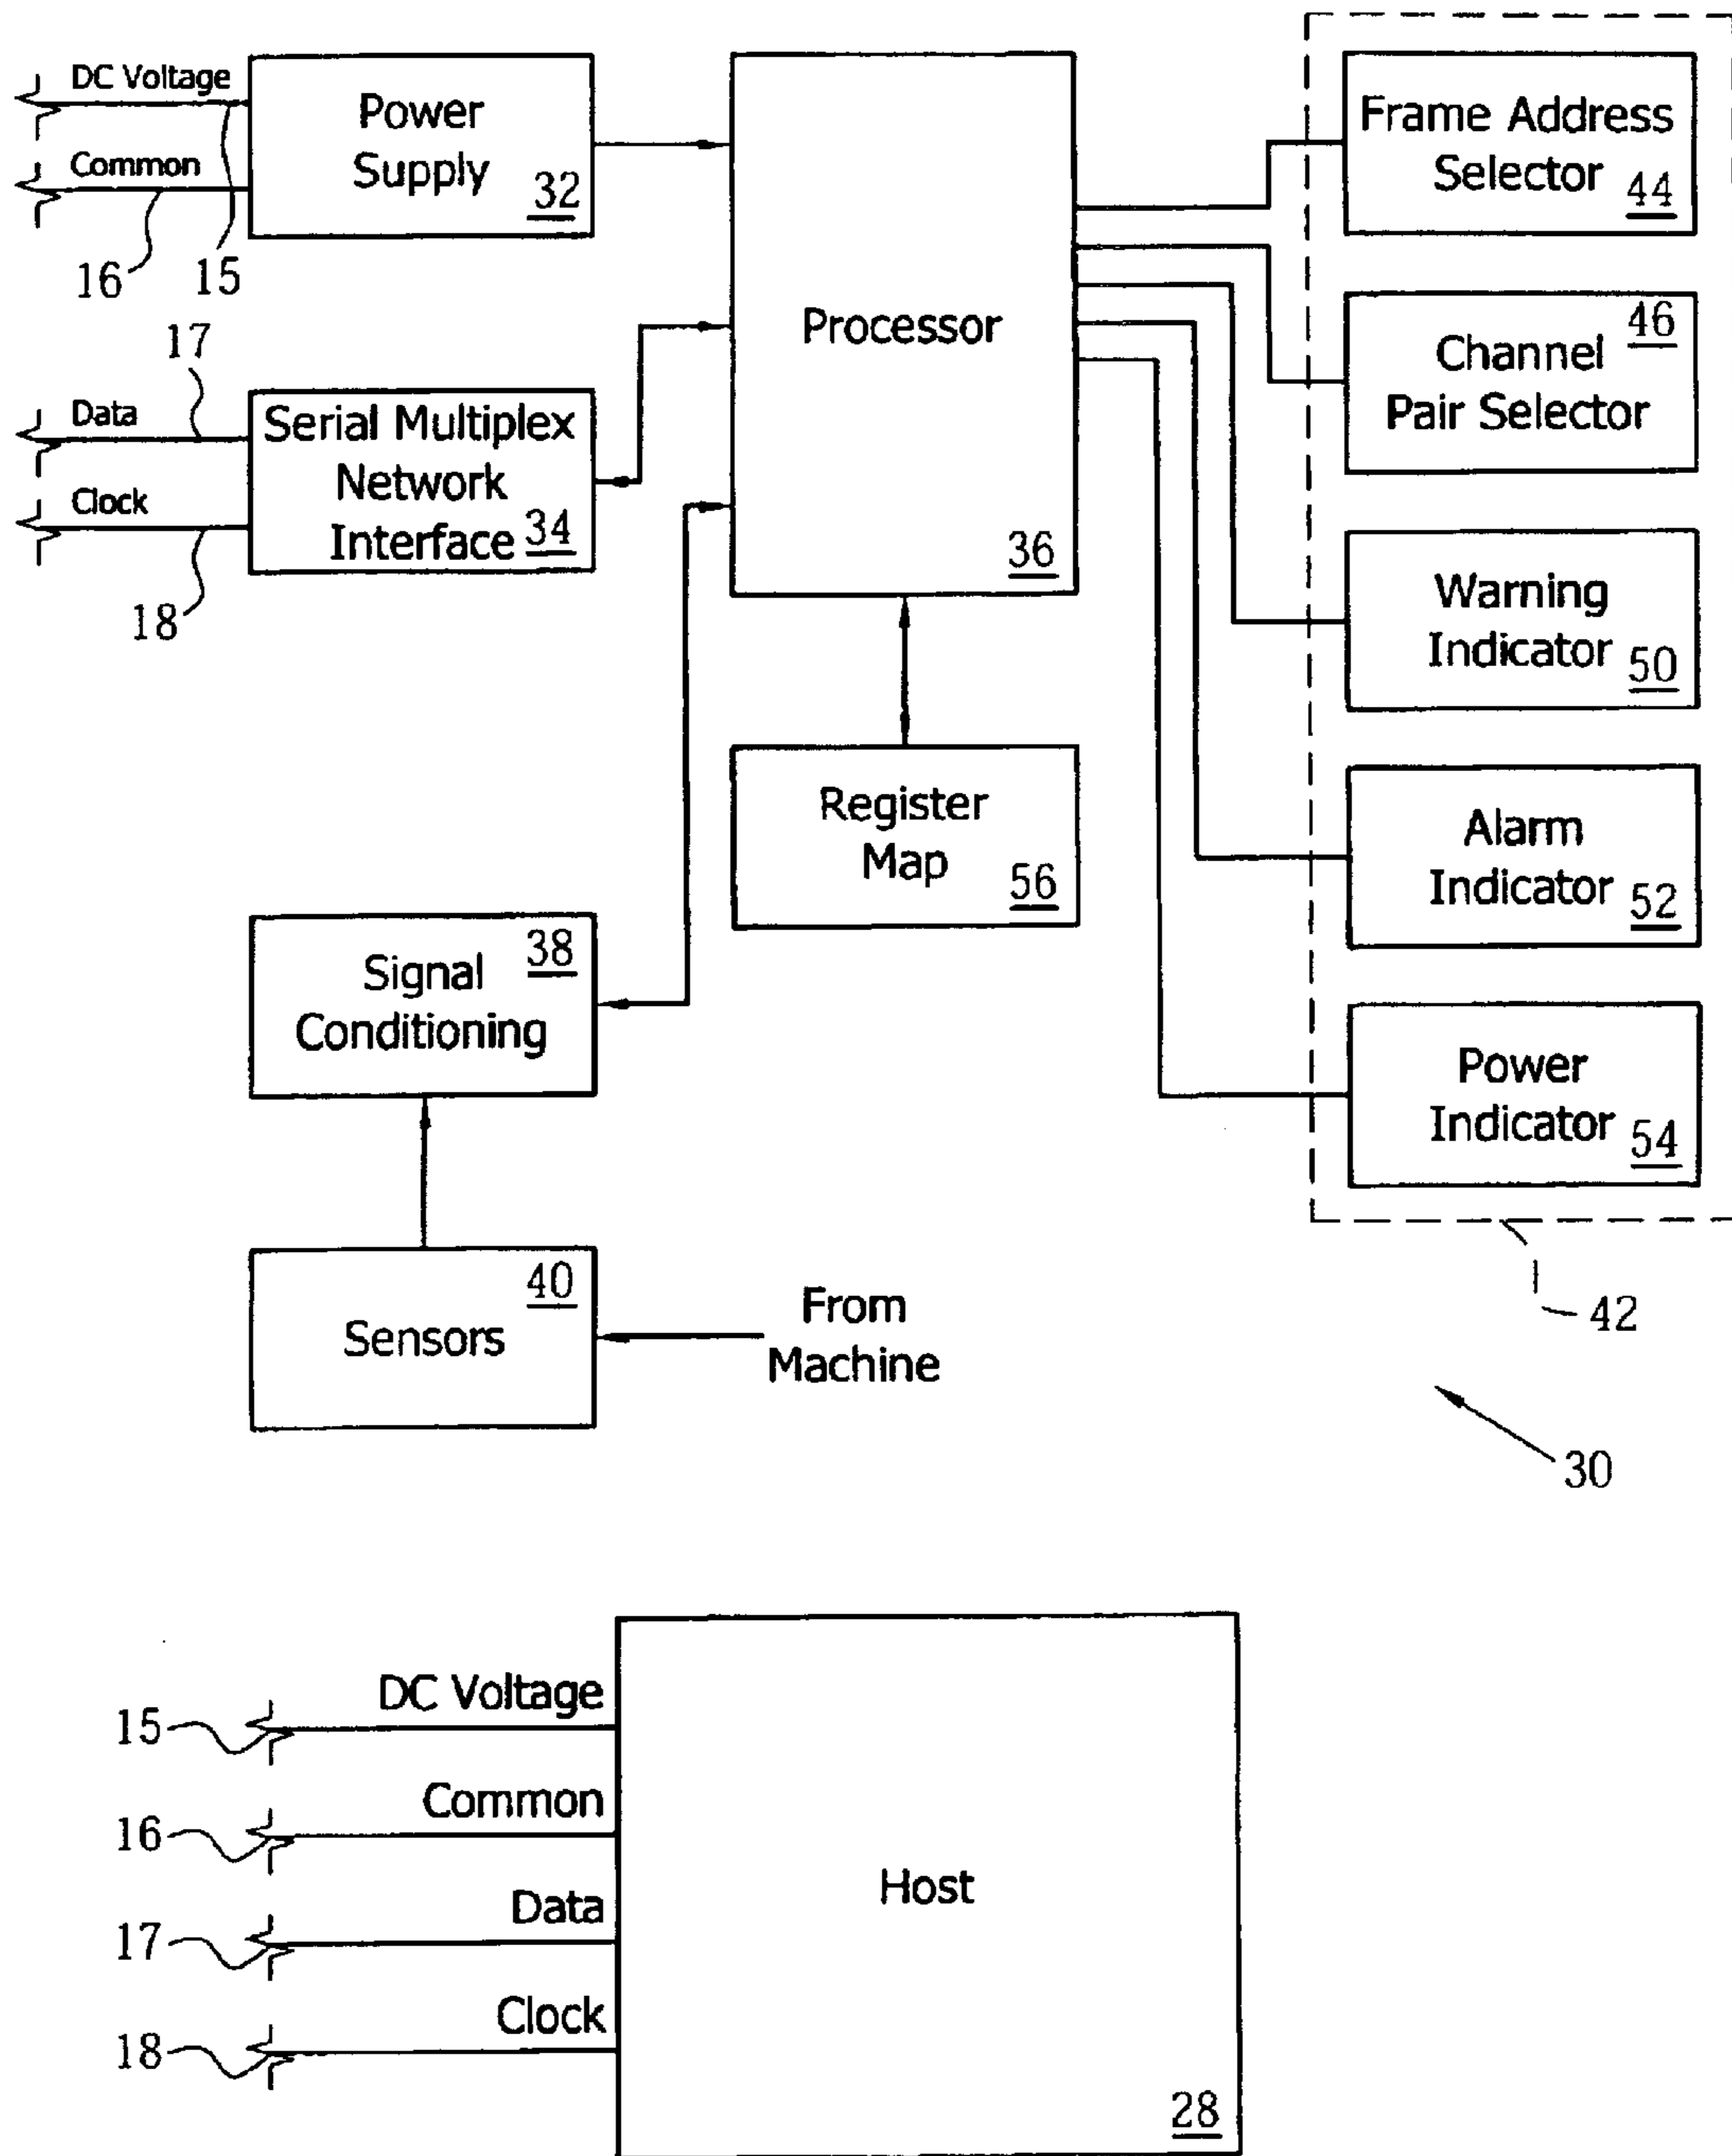 DC Voltage
Common
16
15
Power
Supply
32
17
Data
Clock
18
Serial Multiplex
Network
Interface 34
Processor
36
Register
Map
56
38
Signal
Conditioning
40
Sensors
From
Machine
Frame Address
Selector
44
46
Channel
Pair Selector
Warning
Indicator
50
Alarm
Indicator
52
Power
Indicator
54
42
30
15
DC Voltage
16
Common
17
Data
18
Clock
Host
28